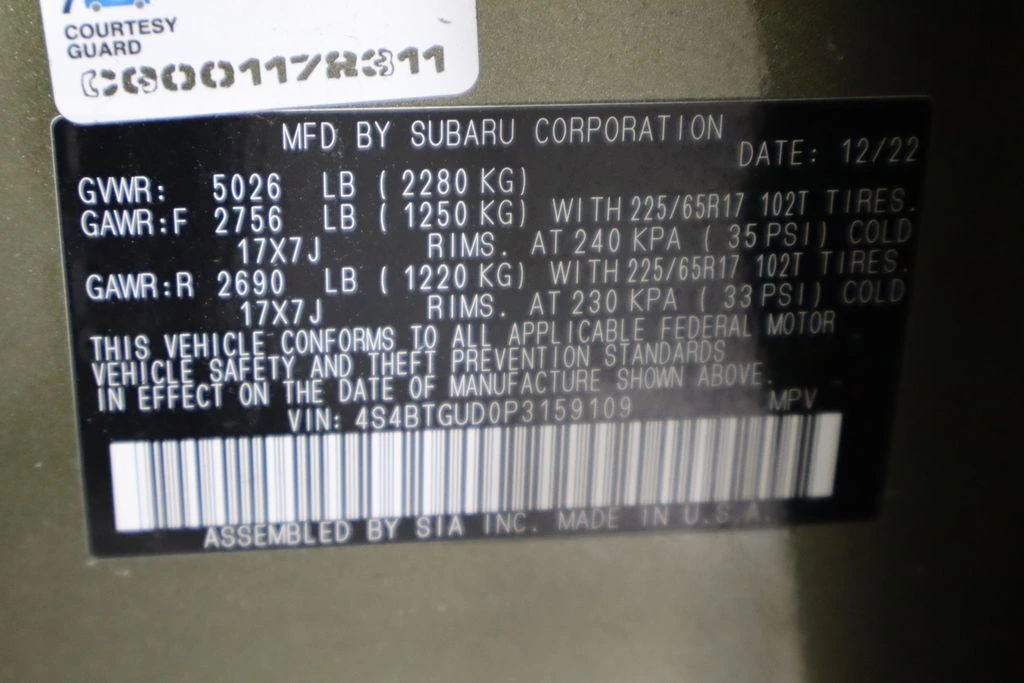 COURTESY
GUARD
CG001178311
MFD BY SUBARU CORPORATION
DATE: 12/22
GVWR: 5026 LB ( 2280 KG)
GAWR:F 2756 LB ( 1250 KG) WITH 225/65R17 102T TIRES.
17X7J RIMS. AT 240 KPA ( 35 PSI) COLD
GAWR:R 2690 LB ( 1220 KG) WITH 225/65R17 102T TIRES.
17X7J RIMS. AT 230 KPA ( 33 PSI) COLD
THIS VEHICLE CONFORMS TO ALL APPLICABLE FEDERAL MOTOR
VEHICLE SAFETY AND THEFT PREVENTION STANDARDS
IN EFFECT ON THE DATE OF MANUFACTURE SHOWN ABOVE.
VIN: 4S4BTGUD0P3159109 MPV
ASSEMBLED BY SIA INC. MADE IN U.S.A.